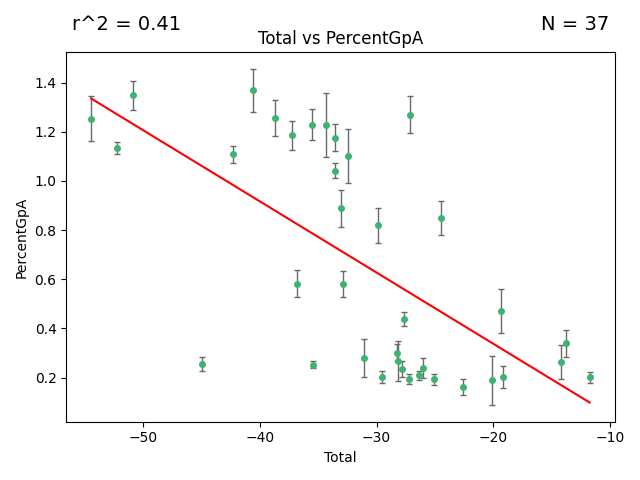 r^2 = 0.41
N = 37
Total vs PercentGpA
1.4
1.2
1.0
0.8
0.6
0.4
0.2
PercentGpA
−50
−40
−30
−20
−10
Total